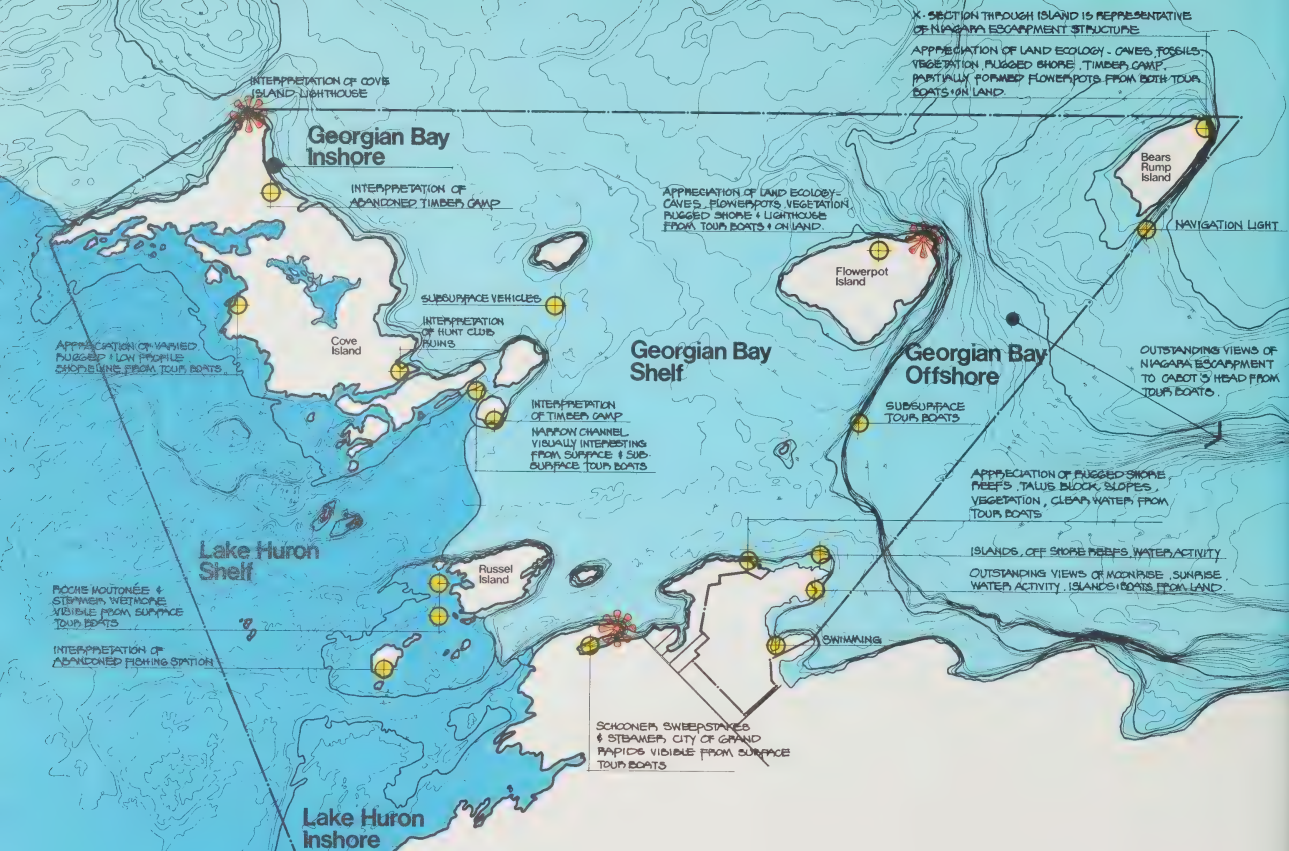 X-SECTION THROUGH ISLAND IS REPRESENTATIVE
OF NIAGARA ESCARPMENT STRUCTURE
APPRECIATION OF LAND ECOLOGY - CAVES, FOSSILS,
VEGETATION, RUGGED SHORE, TIMBER CAMP,
PARTIALLY FORMED FLOWERPOTS FROM BOTH TOUR
BOATS & ON LAND.
INTERPRETATION OF COVE
ISLAND LIGHTHOUSE
Georgian Bay
Inshore
INTERPRETATION OF
ABANDONED TIMBER CAMP
APPRECIATION OF LAND ECOLOGY-
CAVES, FLOWERPOTS, VEGETATION,
RUGGED SHORE & LIGHTHOUSE
FROM TOUR BOATS & ON LAND.
Bears
Rump
Island
NAVIGATION LIGHT
Flowerpot
Island
SUBSURFACE VEHICLES
INTERPRETATION
OF HUNT CLUB
RUINS
Cove
Island
APPRECIATION OF VARIED
RUGGED & LOW PROFILE
SHORELINE FROM TOUR BOATS.
Georgian Bay
Shelf
Georgian Bay
Offshore
OUTSTANDING VIEWS OF
NIAGARA ESCARPMENT
TO CABOT'S HEAD FROM
TOUR BOATS
SUBSURFACE
TOUR BOATS
INTERPRETATION
OF TIMBER CAMP
NARROW CHANNEL
VISUALLY INTERESTING
FROM SURFACE & SUB-
SURFACE TOUR BOATS
APPRECIATION OF RUGGED SHORE
REEFS, TALUS BLOCK, SLOPES,
VEGETATION, CLEAR WATER FROM
TOUR BOATS
Lake Huron
Shelf
Russel
Island
ISLANDS, OFF SHORE REEFS, WATER ACTIVITY
OUTSTANDING VIEWS OF MOONRISE, SUNRISE
WATER ACTIVITY, ISLANDS & BOATS FROM LAND.
ROCHE MOUTONÉE &
STEAMER WETMORE
VISIBLE FROM SURFACE
TOUR BOATS
INTERPRETATION OF
ABANDONED FISHING STATION
SWIMMING
SCHOONER SWEEPSTAKES
& STEAMER, CITY OF GRAND
RAPIDS VISIBLE FROM SURFACE
TOUR BOATS
Lake Huron
Inshore